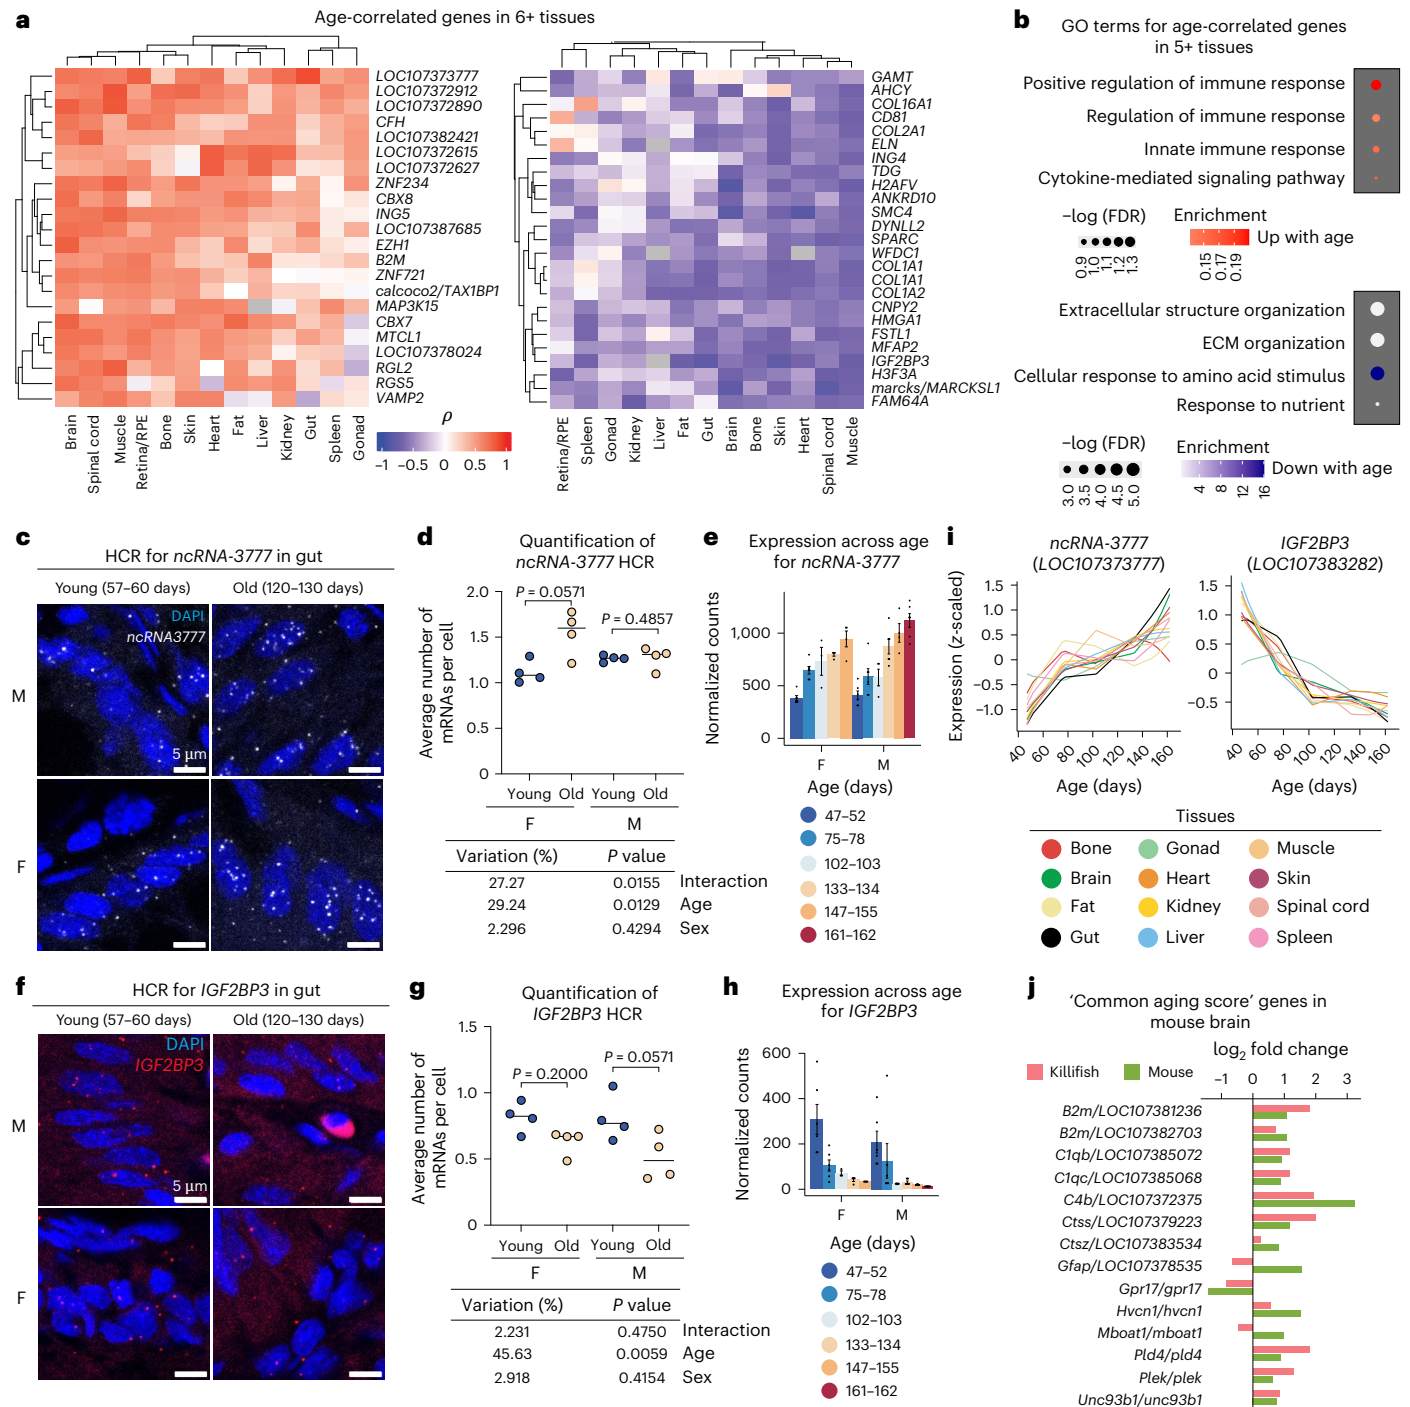 a
Age-correlated genes in 6+ tissues
LOC107373777
LOC107372912
LOC107372890
CFH
LOC107382421
LOC107372615
LOC107372627
ZNF234
CBX8
ING5
LOC107387685
EZH1
B2M
ZNF721
calcoco2/TAX1BP1
MAP3K15
CBX7
MTCL1
LOC107378024
RGL2
RGS5
VAMP2
Brain
Spinal cord
Muscle
Retina/RPE
Bone
Skin
Heart
Fat
Liver
Kidney
Gut
Spleen
Gonad
ρ
–1 –0.5 0 0.5 1
GAMT
AHCY
COL16A1
CD81
COL2A1
ELN
ING4
TDG
H2AFV
ANKRD10
SMC4
DYNLL2
SPARC
WFDC1
COL1A1
COL1A1
COL1A2
CNPY2
HMGA1
FSTL1
MFAP2
IGF2BP3
H3F3A
marcks/MARCKSL1
FAM64A
Retina/RPE
Spleen
Gonad
Kidney
Liver
Fat
Gut
Brain
Bone
Skin
Heart
Spinal cord
Muscle
b
GO terms for age-correlated genes
in 5+ tissues
Positive regulation of immune response
Regulation of immune response
Innate immune response
Cytokine-mediated signaling pathway
–log (FDR)
0.9 1.0 1.1 1.2 1.3
Enrichment
Up with age
0.15 0.17 0.19
Extracellular structure organization
ECM organization
Cellular response to amino acid stimulus
Response to nutrient
–log (FDR)
3.0 3.5 4.0 4.5 5.0
Enrichment
Down with age
4 8 12 16
c
HCR for ncRNA-3777 in gut
Young (57–60 days) Old (120–130 days)
DAPI
ncRNA3777
M
5 µm
F
d
Quantification of
ncRNA-3777 HCR
Average number of
mRNAs per cell
2.0
1.5
1.0
0.5
0
P = 0.0571
P = 0.4857
Young Old Young Old
F M
Variation (%) P value
27.27 0.0155 Interaction
29.24 0.0129 Age
2.296 0.4294 Sex
e
Expression across age
for ncRNA-3777
Normalized counts
1,000
500
0
F M
Age (days)
47–52
75–78
102–103
133–134
147–155
161–162
i
ncRNA-3777
(LOC107373777)
Expression (z-scaled)
1.5
1.0
0.5
0
–0.5
–1.0
40 60 80 100 120 140 160
Age (days)
IGF2BP3
(LOC107383282)
1.5
1.0
0.5
0
–0.5
40 60 80 100 120 140 160
Age (days)
Tissues
Bone Gonad Muscle
Brain Heart Skin
Fat Kidney Spinal cord
Gut Liver Spleen
f
HCR for IGF2BP3 in gut
Young (57–60 days) Old (120–130 days)
DAPI
IGF2BP3
M
5 µm
F
g
Quantification of
IGF2BP3 HCR
Average number of
mRNAs per cell
1.5
1.0
0.5
0
P = 0.2000
P = 0.0571
Young Old Young Old
F M
Variation (%) P value
2.231 0.4750 Interaction
45.63 0.0059 Age
2.918 0.4154 Sex
h
Expression across age
for IGF2BP3
Normalized counts
600
400
200
0
F M
Age (days)
47–52
75–78
102–103
133–134
147–155
161–162
j
‘Common aging score’ genes in
mouse brain
log2 fold change
Killifish Mouse
–1 0 1 2 3
B2m/LOC107381236
B2m/LOC107382703
C1qb/LOC107385072
C1qc/LOC107385068
C4b/LOC107372375
Ctss/LOC107379223
Ctsz/LOC107383534
Gfap/LOC107378535
Gpr17/gpr17
Hvcn1/hvcn1
Mboat1/mboat1
Pld4/pld4
Plek/plek
Unc93b1/unc93b1